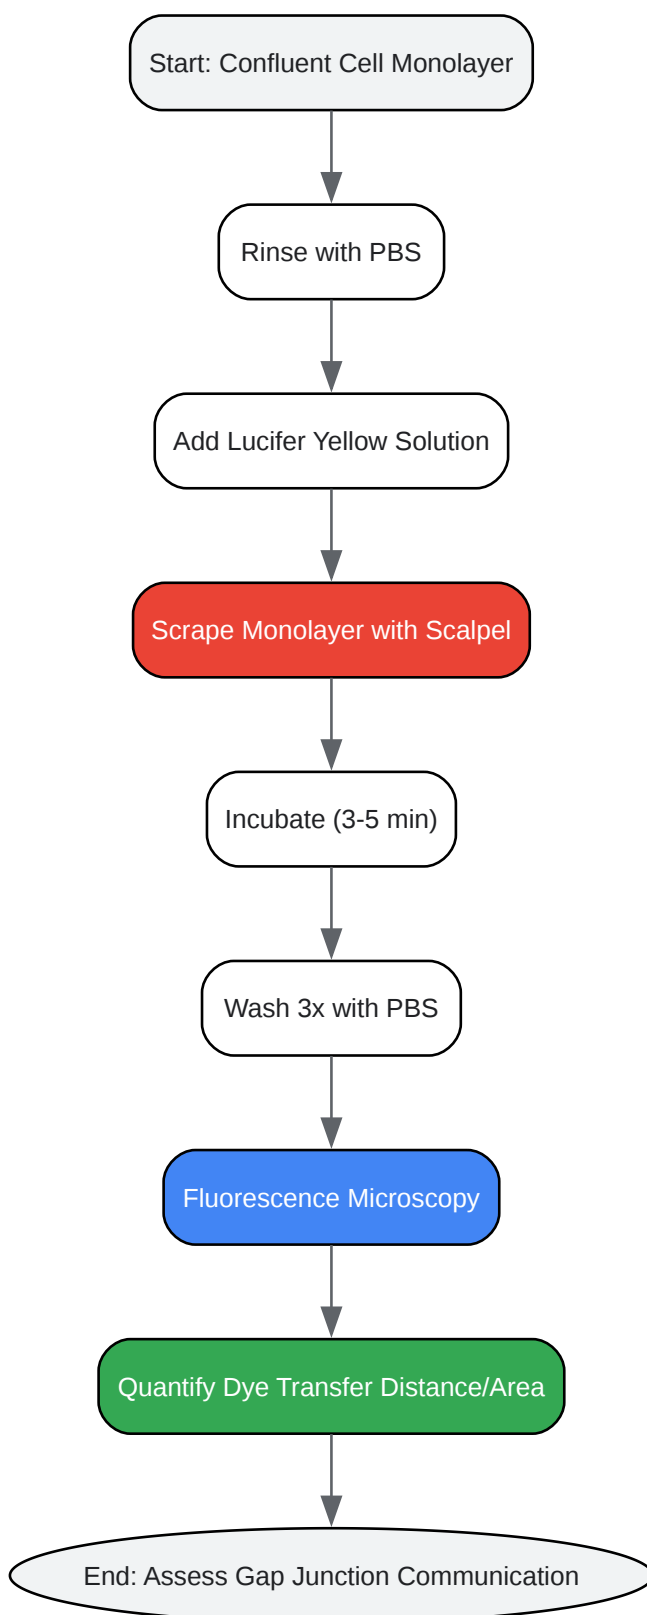 Start: Confluent Cell Monolayer
Rinse with PBS
Add Lucifer Yellow Solution
Scrape Monolayer with Scalpel
Incubate (3-5 min)
Wash 3x with PBS
Fluorescence Microscopy
Quantify Dye Transfer Distance/Area
End: Assess Gap Junction Communication